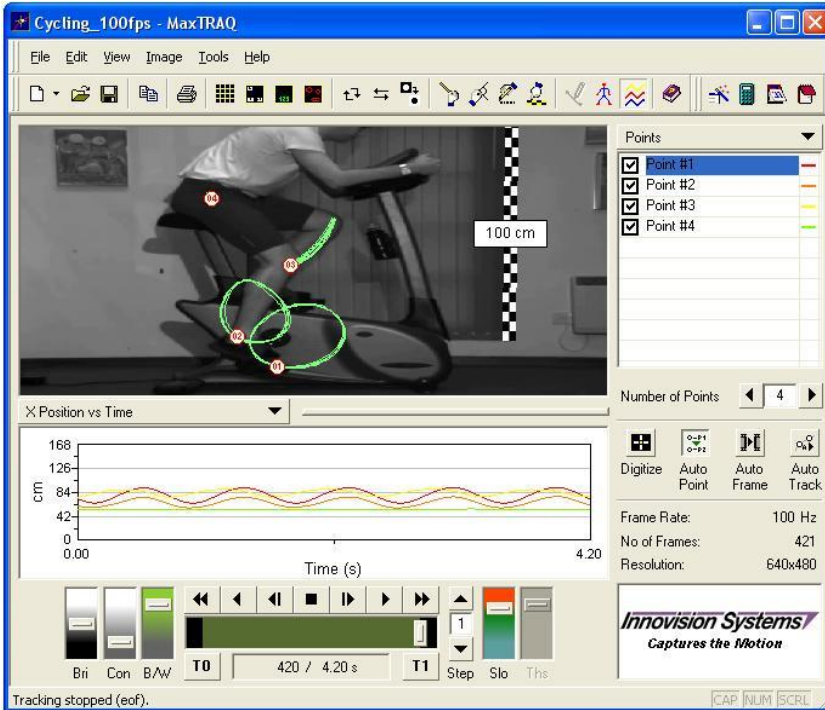 Cycling_100fps - MaxTRAQ
File Edit View Image Tools Help
Points
Point #1
Point #2
Point #3
Point #4
04
100 cm
03
02
01
Number of Points 4
X Position vs Time
168
126
84
42
0
cm
0.00
4.20
Time (s)
Digitize Auto Point Auto Frame Auto Track
Frame Rate: 100 Hz
No of Frames: 421
Resolution: 640x480
Innovision Systems
Captures the Motion
1
T0 420 / 4.20 s T1
Bri Con B/W Step Slo Ths
Tracking stopped (eof).
CAP NUM SCRL